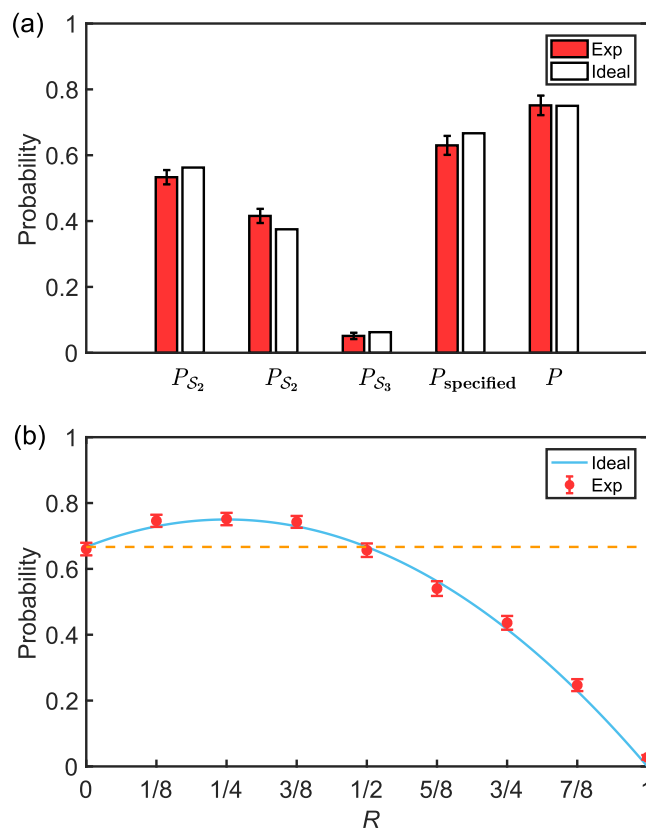 (a)
1
0.8
0.6
0.4
0.2
0
Probability
Exp
Ideal
P_{S_2} P_{S_2} P_{S_3} P_{specified} P
(b)
1
0.8
0.6
0.4
0.2
0
Probability
Ideal
Exp
0 1/8 1/4 3/8 1/2 5/8 3/4 7/8 1
R